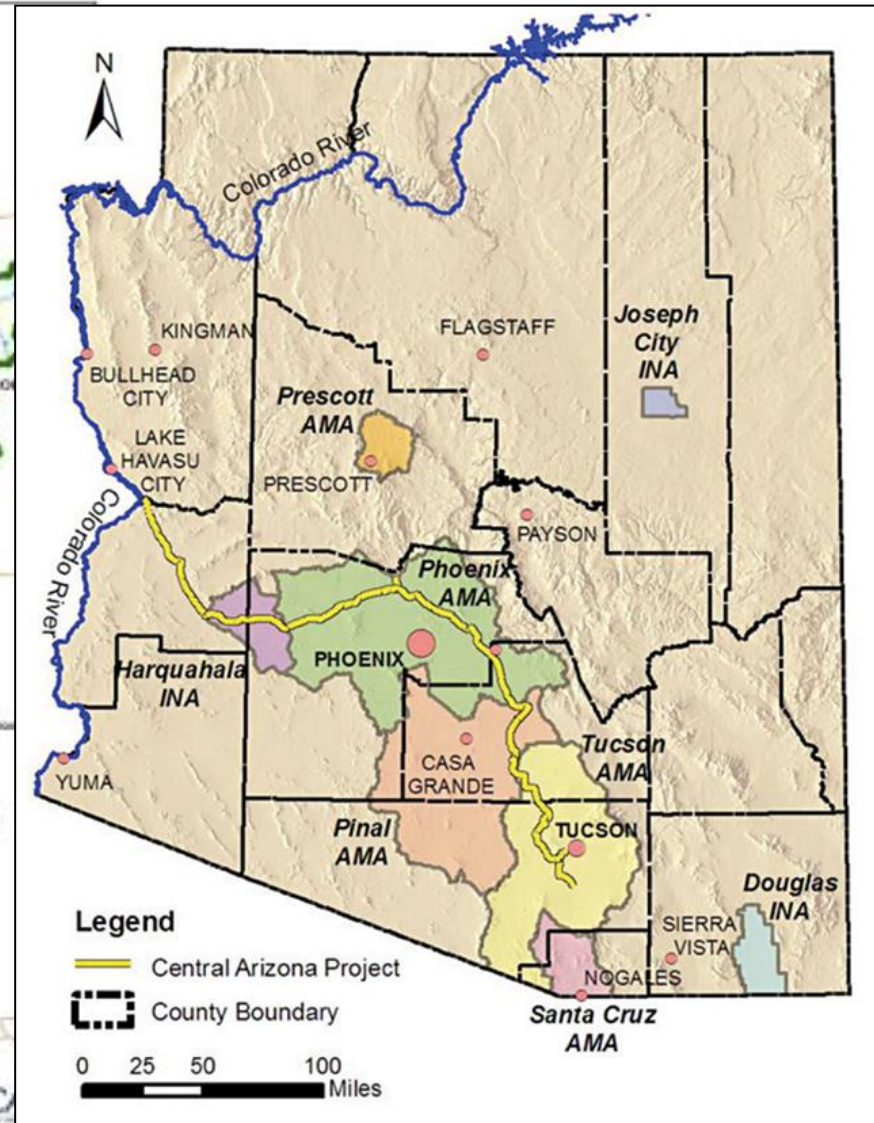 N
Colorado River
KINGMAN
FLAGSTAFF
Joseph
City
INA
BULLHEAD
CITY
Prescott
AMA
LAKE
HAVASU
CITY
PRESCOTT
Colorado River
PAYSON
Phoenix
AMA
PHOENIX
Harquahala
INA
CASA
GRANDE
Tucson
AMA
YUMA
Pinal
AMA
TUCSON
Douglas
INA
SIERRA
VISTA
NOGALES
Santa Cruz
AMA
Legend
Central Arizona Project
County Boundary
0 25 50 100
Miles